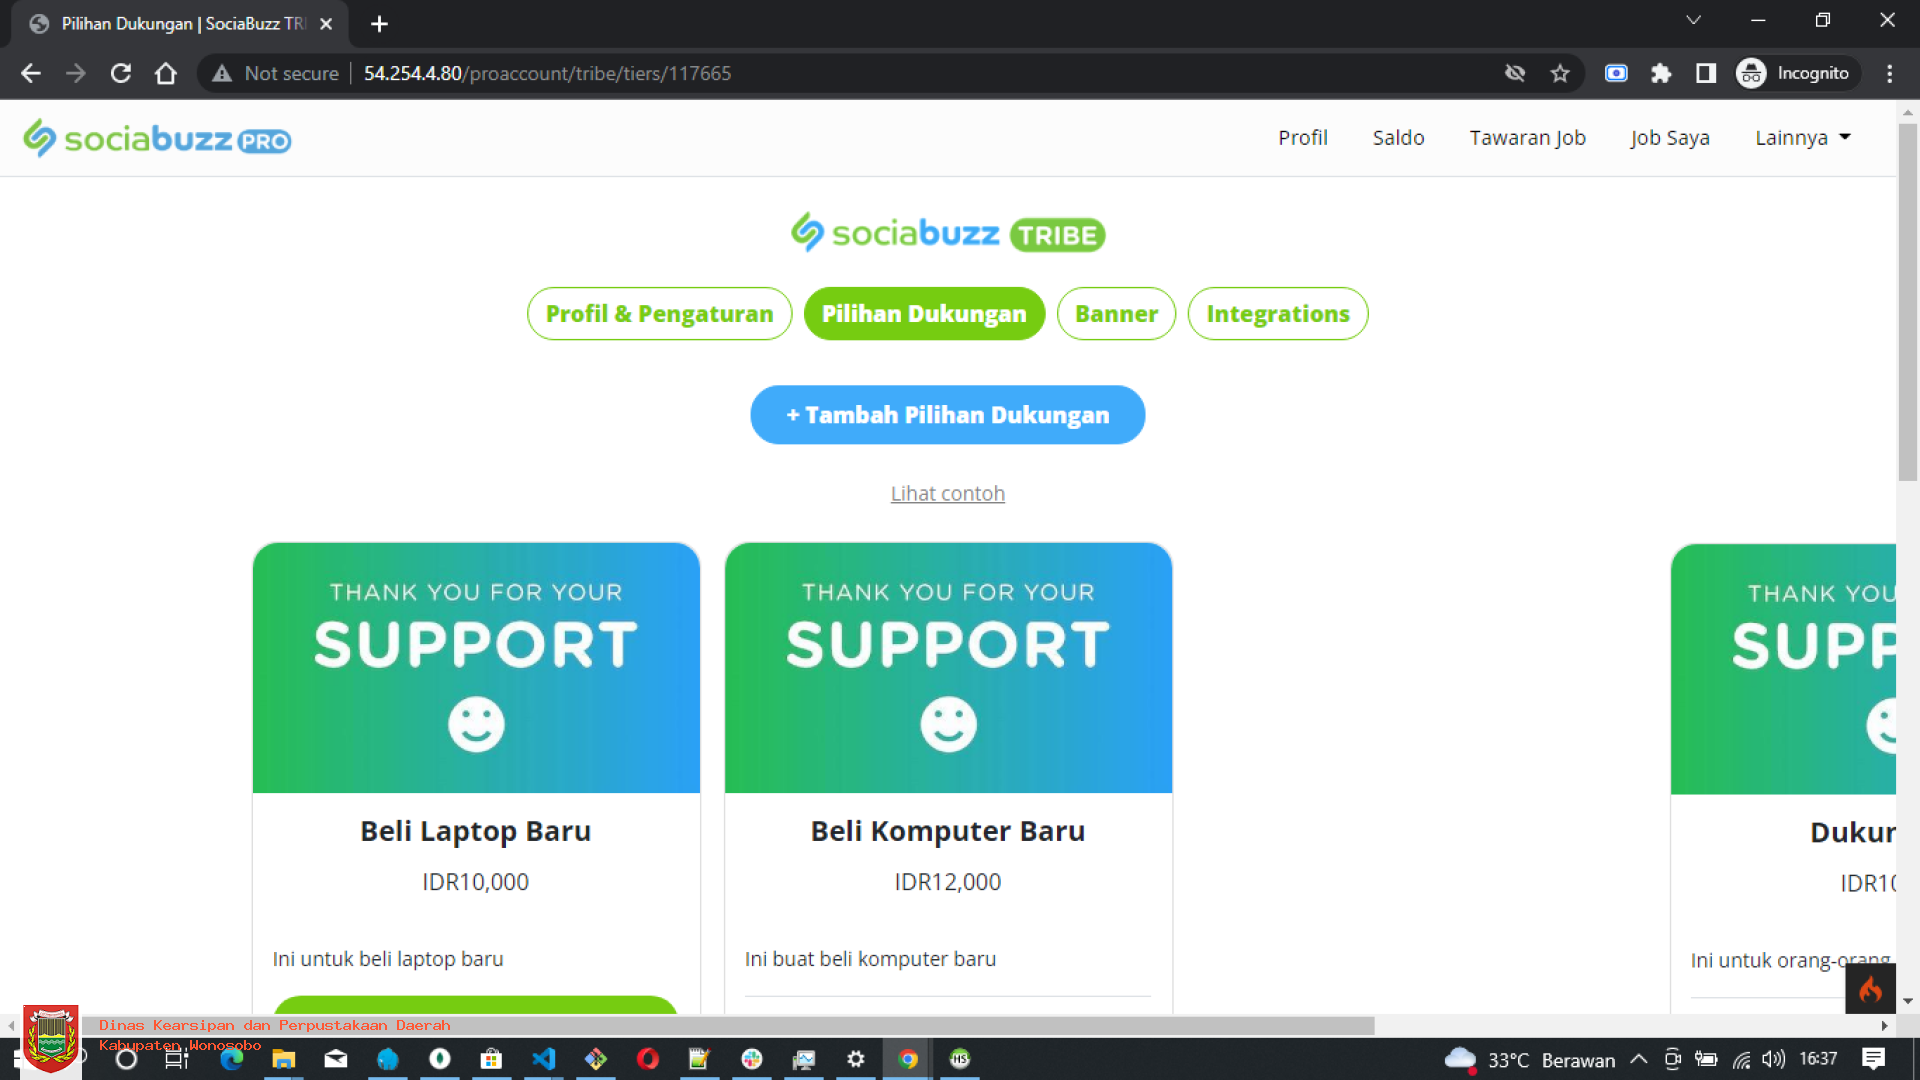 Pilihan Dukungan | SociaBuzz TR
Not secure
54.254.4.80/proaccount/tribe/tiers/117665
Incognito
sociabuzz PRO
Profil
Saldo
Tawaran Job
Job Saya
Lainnya
sociabuzz TRIBE
Profil & Pengaturan
Pilihan Dukungan
Banner
Integrations
+ Tambah Pilihan Dukungan
Lihat contoh
THANK YOU FOR YOUR
SUPPORT
Beli Laptop Baru
IDR10,000
Ini untuk beli laptop baru
THANK YOU FOR YOUR
SUPPORT
Beli Komputer Baru
IDR12,000
Ini buat beli komputer baru
THANK YOU
SUPP
Dukun
IDR10
Ini untuk orang-orang
Dinas Kearsipan dan Perpustakaan Daerah
Kabupaten Wonosobo
HS
33°C Berawan
16:37